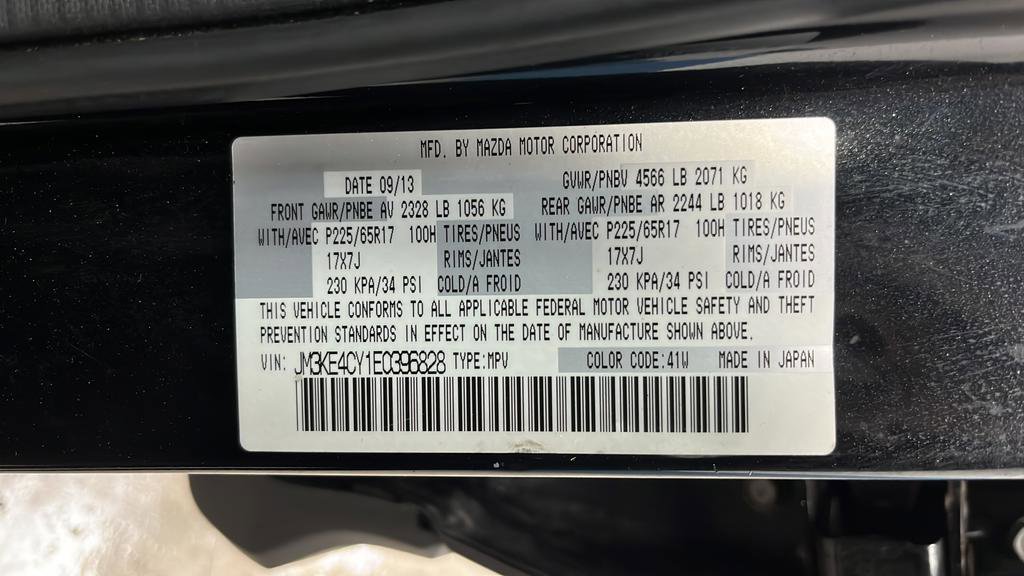 MFD. BY MAZDA MOTOR CORPORATION
DATE 09/13 GVWR/PNBV 4566 LB 2071 KG
FRONT GAWR/PNBE AV 2328 LB 1056 KG REAR GAWR/PNBE AR 2244 LB 1018 KG
WITH/AVEC P225/65R17 100H TIRES/PNEUS WITH/AVEC P225/65R17 100H TIRES/PNEUS
17X7J RIMS/JANTES 17X7J RIMS/JANTES
230 KPA/34 PSI COLD/A FROID 230 KPA/34 PSI COLD/A FROID
THIS VEHICLE CONFORMS TO ALL APPLICABLE FEDERAL MOTOR VEHICLE SAFETY AND THEFT
PREVENTION STANDARDS IN EFFECT ON THE DATE OF MANUFACTURE SHOWN ABOVE.
VIN: JM3KE4CY1E0396828 TYPE:MPV COLOR CODE:41W MADE IN JAPAN